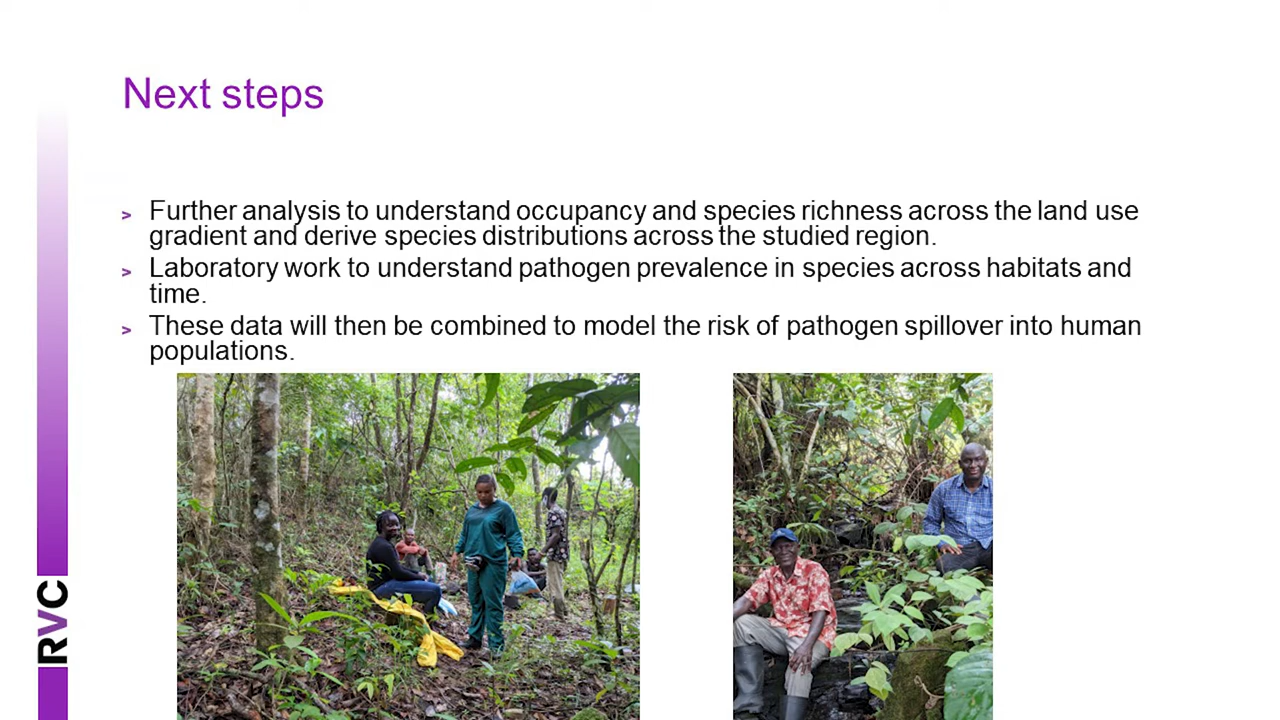 Next steps
> Further analysis to understand occupancy and species richness across the land use
gradient and derive species distributions across the studied region.
> Laboratory work to understand pathogen prevalence in species across habitats and
time.
> These data will then be combined to model the risk of pathogen spillover into human
populations.
RVC